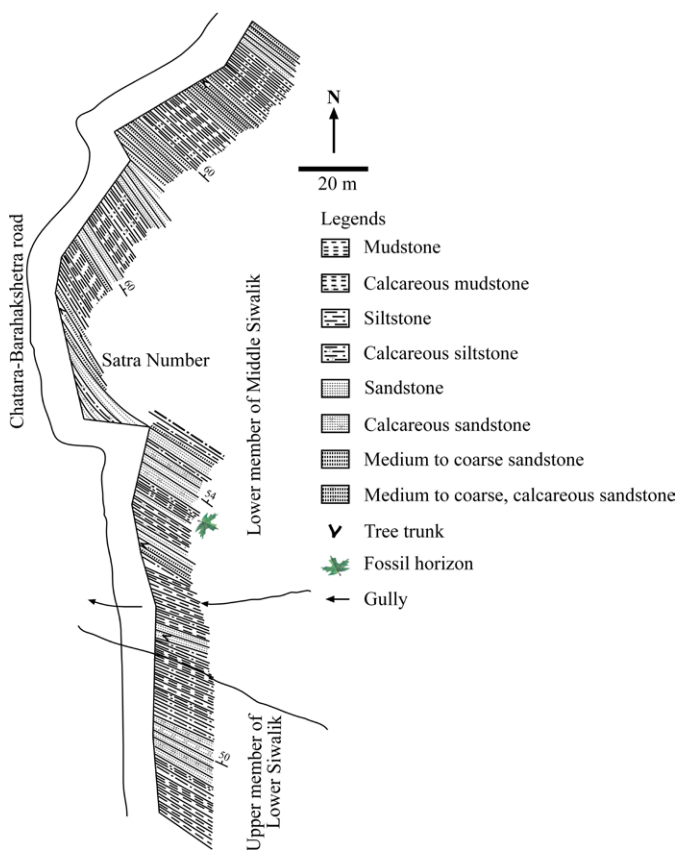 N
20 m
Legends
Mudstone
Calcareous mudstone
Siltstone
Calcareous siltstone
Sandstone
Calcareous sandstone
Medium to coarse sandstone
Medium to coarse, calcareous sandstone
Tree trunk
Fossil horizon
Gully
Chatara-Barahakshetra road
60
60
Satra Number
Lower member of Middle Siwalik
54
Upper member of
Lower Siwalik
50